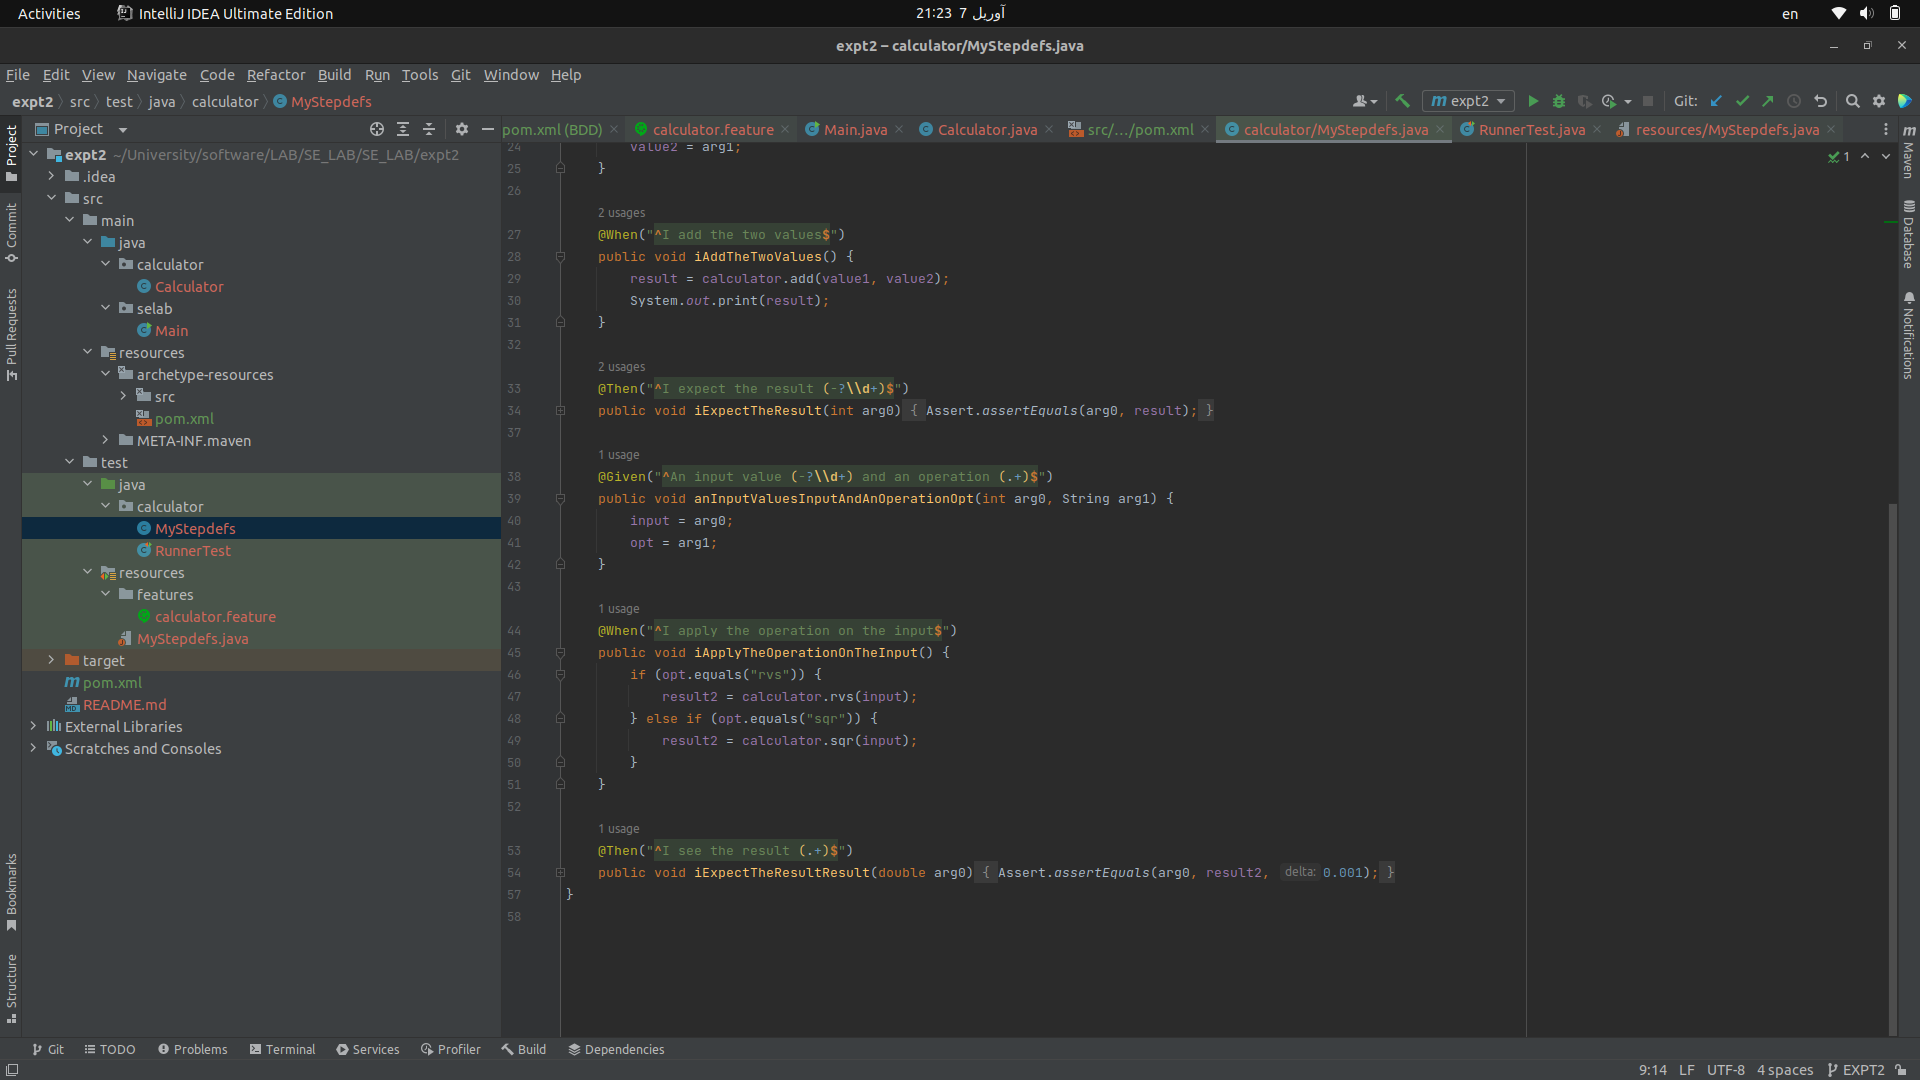 Activities IntelliJ IDEA Ultimate Edition 21:23 آوریل 7 en
expt2 – calculator/MyStepdefs.java
File Edit View Navigate Code Refactor Build Run Tools Git Window Help
expt2 src test java calculator MyStepdefs expt2 Git:
Project
pom.xml (BDD) calculator.feature Main.java Calculator.java src/.../pom.xml calculator/MyStepdefs.java RunnerTest.java resources/MyStepdefs.java
expt2 ~/University/software/LAB/SE_LAB/SE_LAB/expt2
.idea
src
main
java
calculator
Calculator
selab
Main
resources
archetype-resources
src
pom.xml
META-INF.maven
test
java
calculator
MyStepdefs
RunnerTest
resources
features
calculator.feature
MyStepdefs.java
target
pom.xml
README.md
External Libraries
Scratches and Consoles
Project
Commit
Pull Requests
Bookmarks
Structure
24 value2 = arg1;
25 }
26
2 usages
27 @When("^I add the two values$")
28 public void iAddTheTwoValues() {
29 result = calculator.add(value1, value2);
30 System.out.print(result);
31 }
32
2 usages
33 @Then("^I expect the result (-?\\d+)$")
34 public void iExpectTheResult(int arg0) { Assert.assertEquals(arg0, result); }
37
1 usage
38 @Given("^An input value (-?\\d+) and an operation (.+)$")
39 public void anInputValuesInputAndAnOperationOpt(int arg0, String arg1) {
40 input = arg0;
41 opt = arg1;
42 }
43
1 usage
44 @When("^I apply the operation on the input$")
45 public void iApplyTheOperationOnTheInput() {
46 if (opt.equals("rvs")) {
47 result2 = calculator.rvs(input);
48 } else if (opt.equals("sqr")) {
49 result2 = calculator.sqr(input);
50 }
51 }
52
1 usage
53 @Then("^I see the result (.+)$")
54 public void iExpectTheResultResult(double arg0) { Assert.assertEquals(arg0, result2, delta: 0.001); }
57 }
58
1
Maven
Database
Notifications
Git TODO Problems Terminal Services Profiler Build Dependencies
9:14 LF UTF-8 4 spaces EXPT2